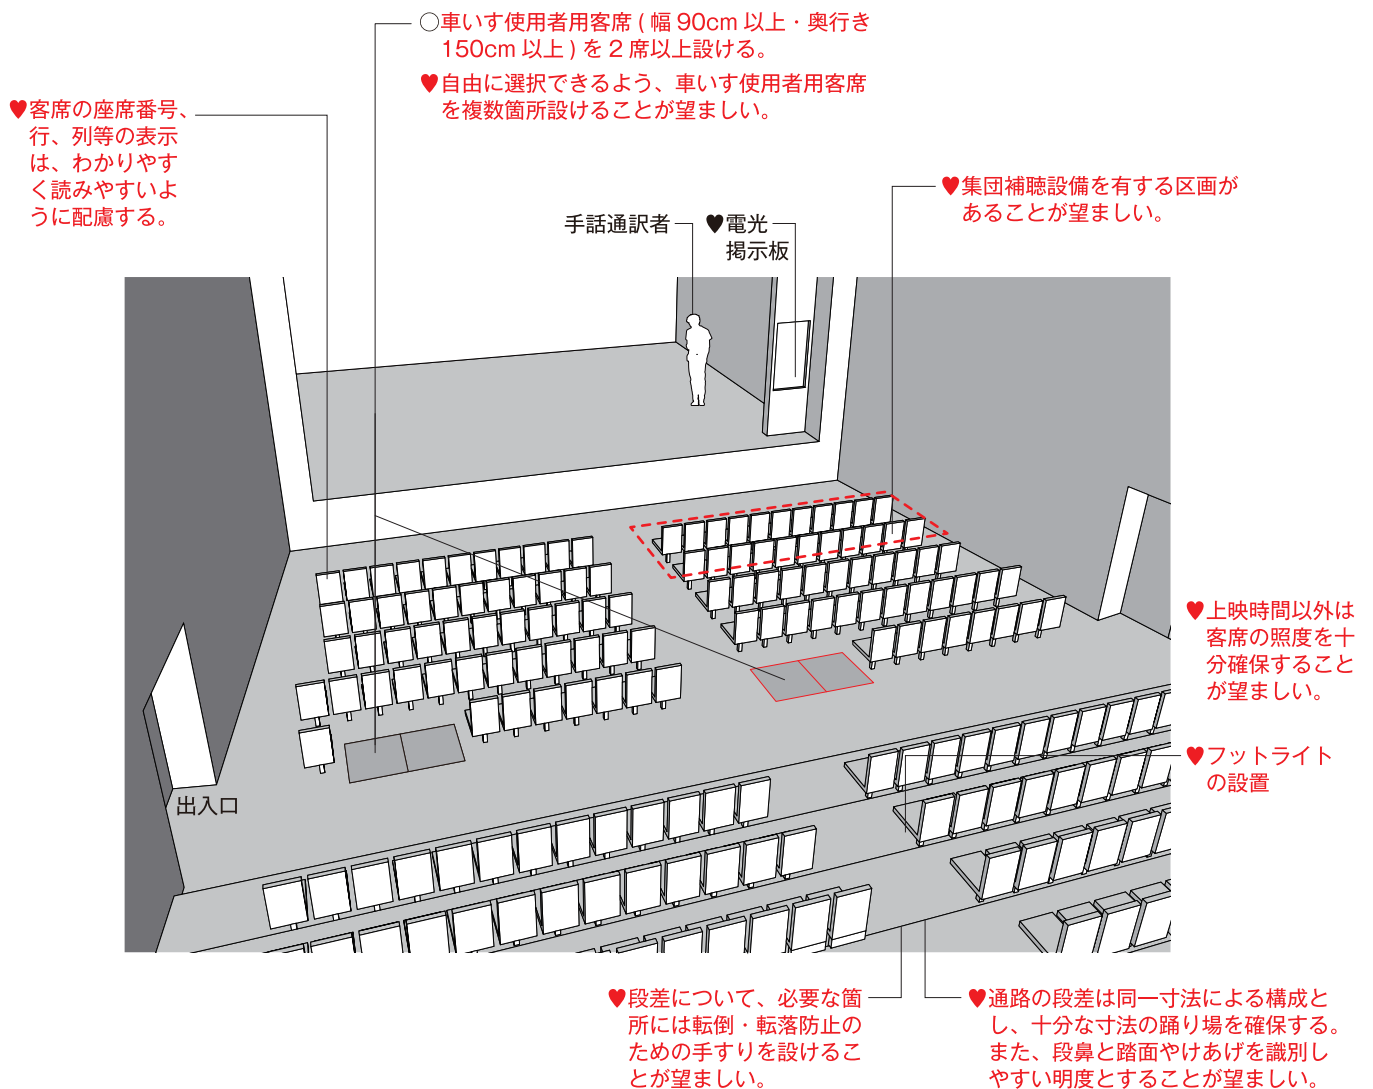 ○車いす使用者用客席(幅90cm以上・奥行き
150cm以上)を2席以上設ける。
♥自由に選択できるよう、車いす使用者用客席
を複数箇所設けることが望ましい。
♥客席の座席番号、
行、列等の表示
は、わかりやす
く読みやすいよ
うに配慮する。
♥集団補聴設備を有する区画が
あることが望ましい。
手話通訳者
♥電光
掲示板
♥上映時間以外は
客席の照度を十
分確保すること
が望ましい。
♥フットライト
の設置
出入口
♥段差について、必要な箇
所には転倒・転落防止の
ための手すりを設けるこ
とが望ましい。
♥通路の段差は同一寸法による構成と
し、十分な寸法の踊り場を確保する。
また、段鼻と踏面やけあげを識別し
やすい明度とすることが望ましい。